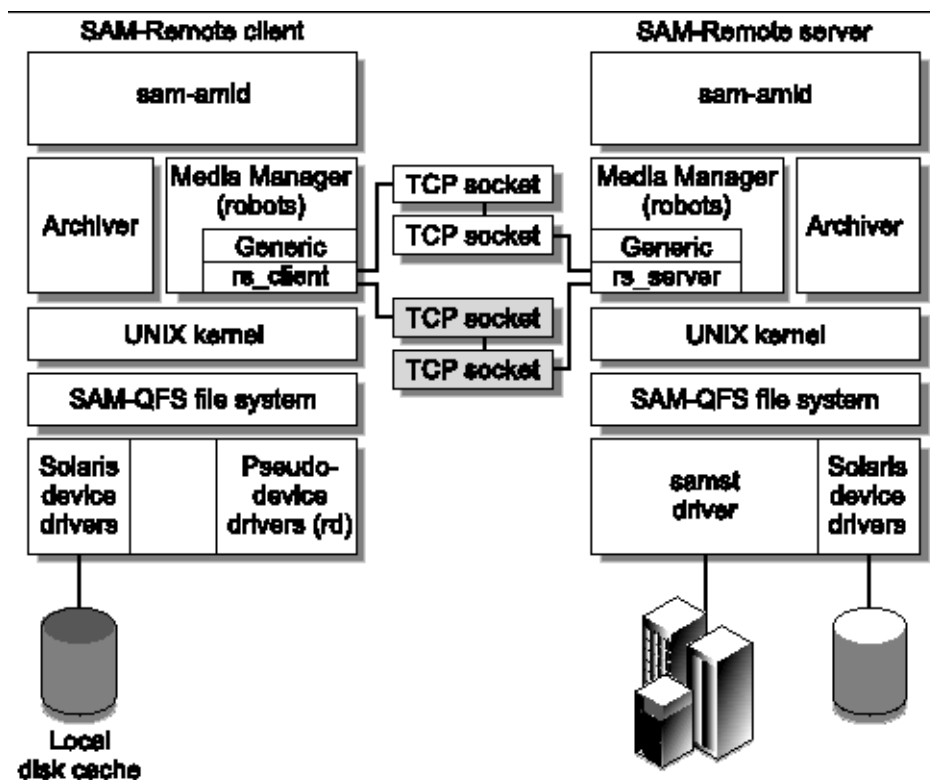 SAM-Remote client
SAM-Remote server
sam-amld
sam-amld
Archiver
Media Manager
(robots)
Generic
rs_client
TCP socket
TCP socket
TCP socket
TCP socket
Media Manager
(robots)
Generic
rs_server
Archiver
UNIX kernel
UNIX kernel
SAM-QFS file system
SAM-QFS file system
Solaris
device
drivers
Pseudo-
device
drivers (rd)
samst
driver
Solaris
device
drivers
Local
disk cache